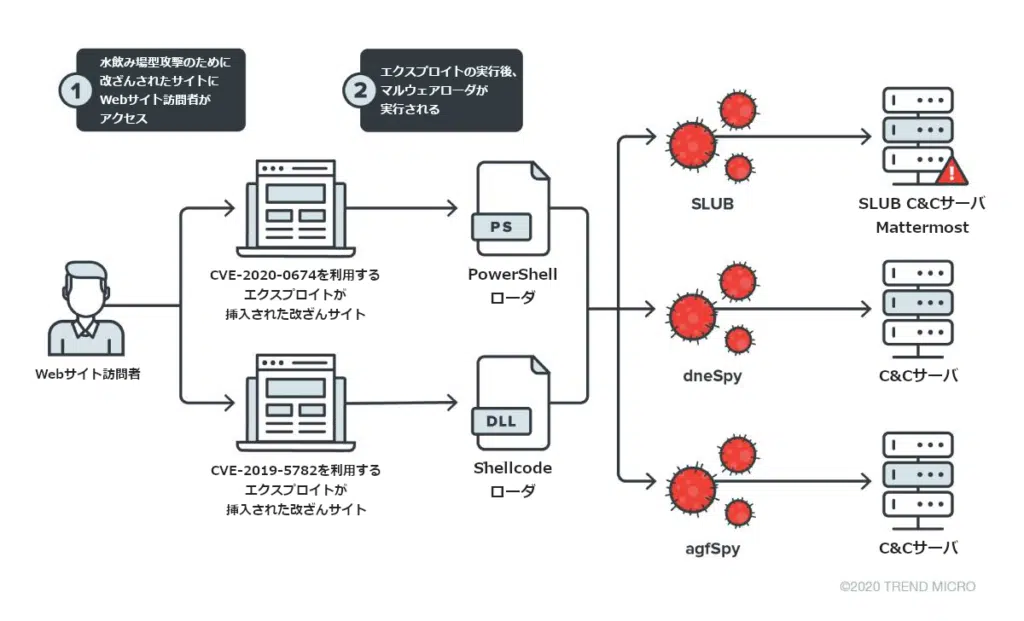 1
水飲み場型攻撃のために
改ざんされたサイトに
Webサイト訪問者が
アクセス
2
エクスプロイトの実行後、
マルウェアローダが
実行される
Webサイト訪問者
CVE-2020-0674を利用する
エクスプロイトが
挿入された改ざんサイト
CVE-2019-5782を利用する
エクスプロイトが
挿入された改ざんサイト
PS
PowerShell
ローダ
DLL
Shellcode
ローダ
SLUB
SLUB C&Cサーバ
Mattermost
dneSpy
C&Cサーバ
agfSpy
C&Cサーバ
©2020 TREND MICRO